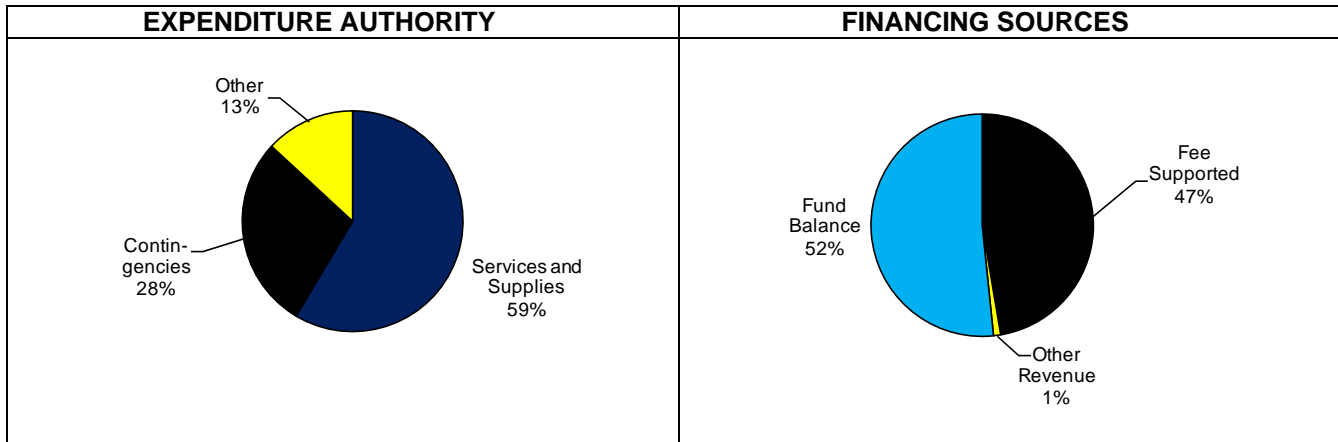 EXPENDITURE AUTHORITY
Other
13%
Contin-
gencies
28%
Services and
Supplies
59%
FINANCING SOURCES
Fee
Supported
47%
Fund
Balance
52%
Other
Revenue
1%